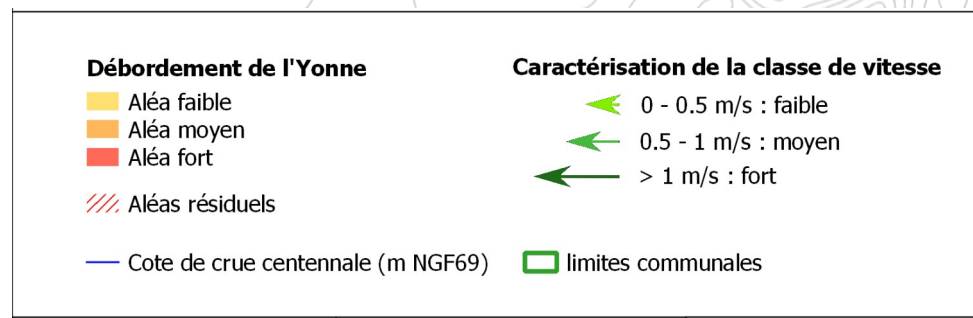 Débordement de l'Yonne
Aléa faible
Aléa moyen
Aléa fort
Aléas résiduels
Cote de crue centennale (m NGF69)
Caractérisation de la classe de vitesse
0 - 0.5 m/s : faible
0.5 - 1 m/s : moyen
> 1 m/s : fort
limites communales